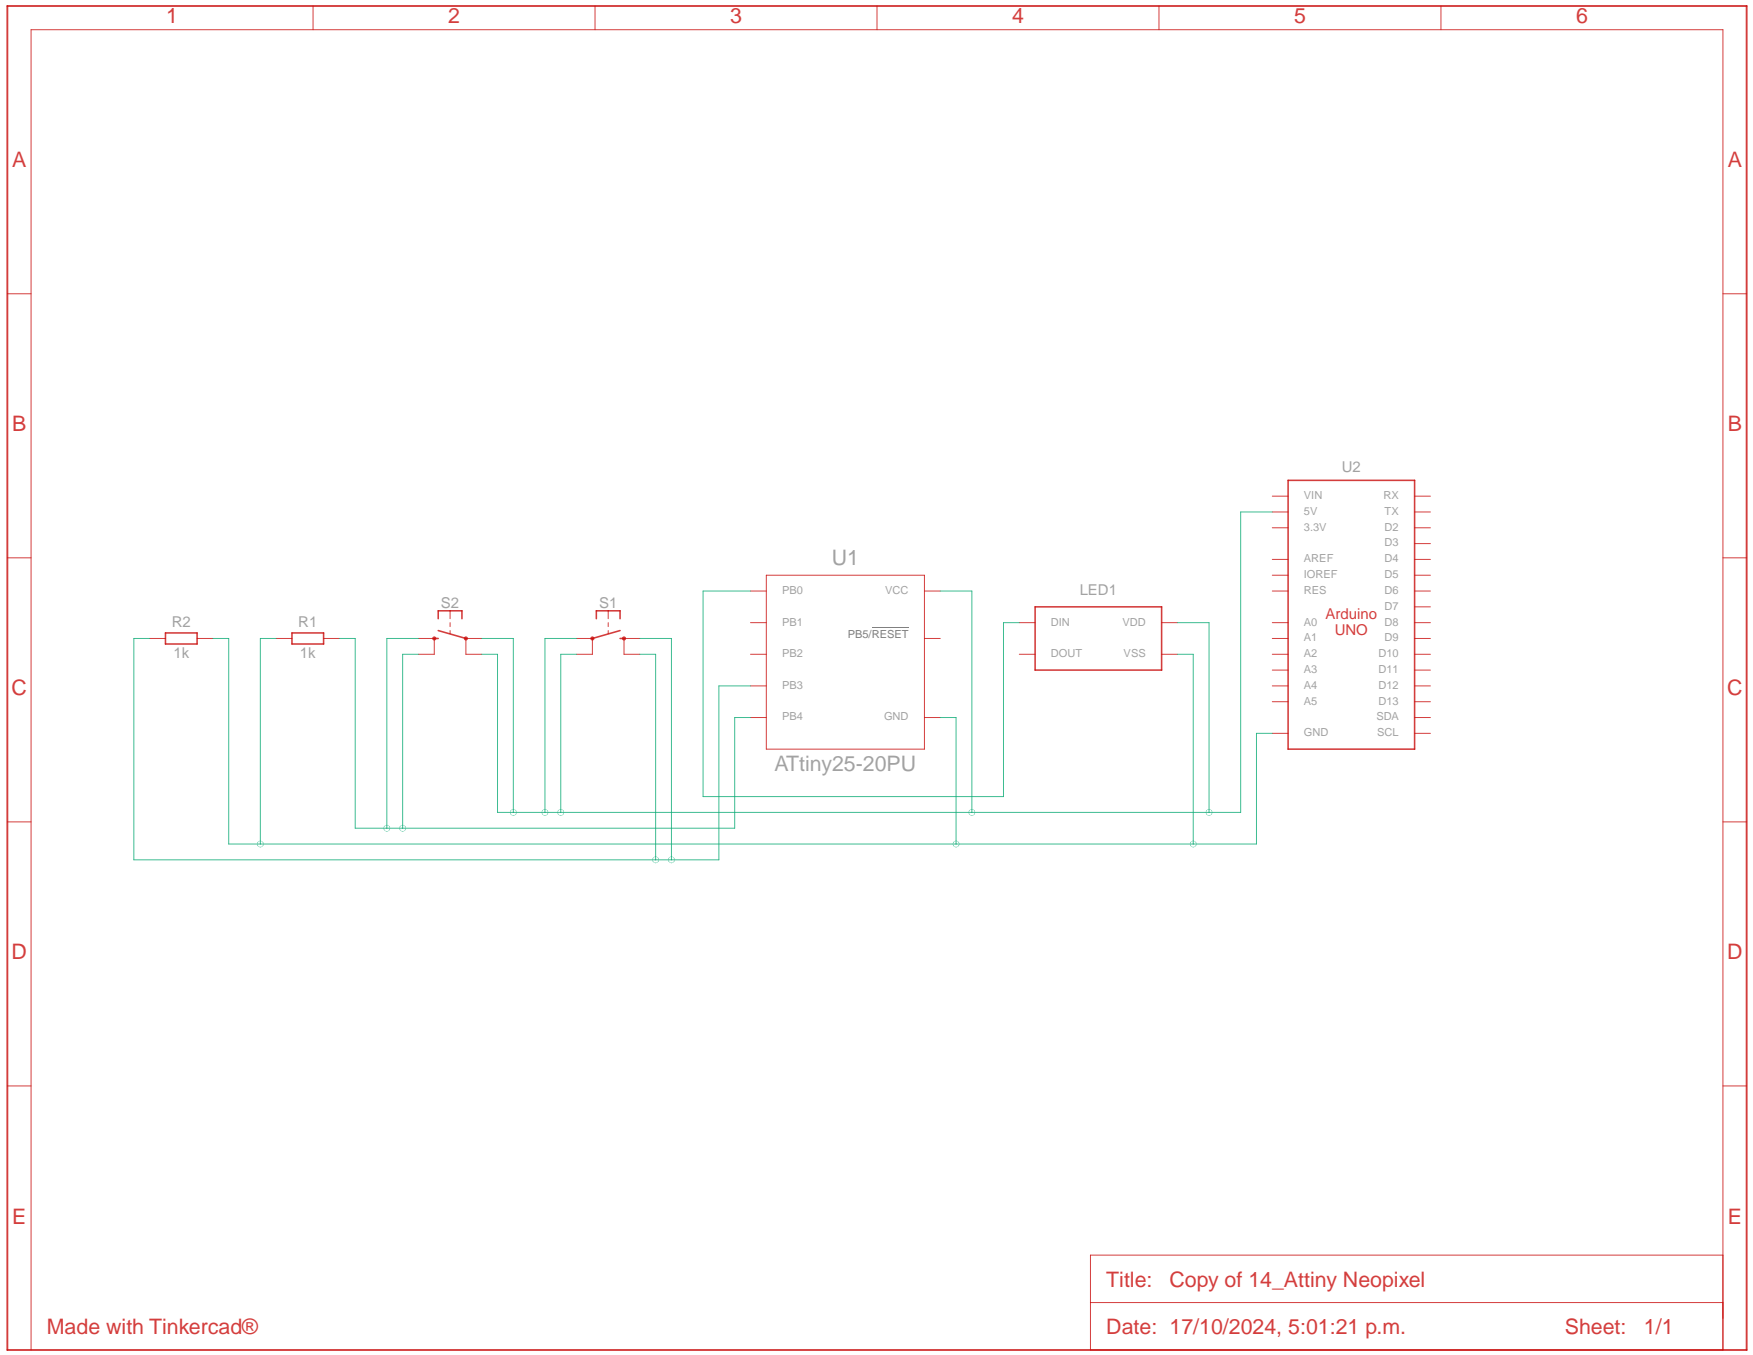 1 2 3 4 5 6
A A
B B
U2
VIN RX
5V TX
3.3V D2
D3
AREF D4
IOREF D5
RES D6
D7
A0 D8
A1 D9
A2 D10
A3 D11
A4 D12
A5 D13
SDA
GND SCL
Arduino
UNO
U1
PB0 VCC
PB1
PB5/RESET
PB2
PB3
PB4 GND
ATtiny25-20PU
LED1
DIN VDD
DOUT VSS
R2
1k
R1
1k
S2
S1
C C
D D
E E
Title: Copy of 14_Attiny Neopixel
Date: 17/10/2024, 5:01:21 p.m. Sheet: 1/1
Made with Tinkercad®